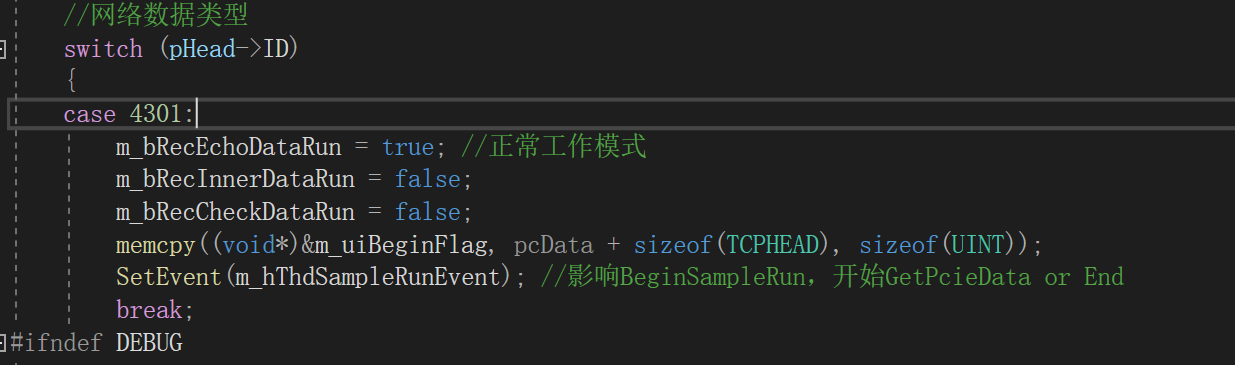 //网络数据类型
switch (pHead->ID)
{
case 4301:
m_bRecEchoDataRun = true; //正常工作模式
m_bRecInnerDataRun = false;
m_bRecCheckDataRun = false;
memcpy((void*)&m_uiBeginFlag, pcData + sizeof(TCPHEAD), sizeof(UINT));
SetEvent(m_hThdSampleRunEvent); //影响BeginSampleRun，开始GetPcieData or End
break;
#ifndef DEBUG